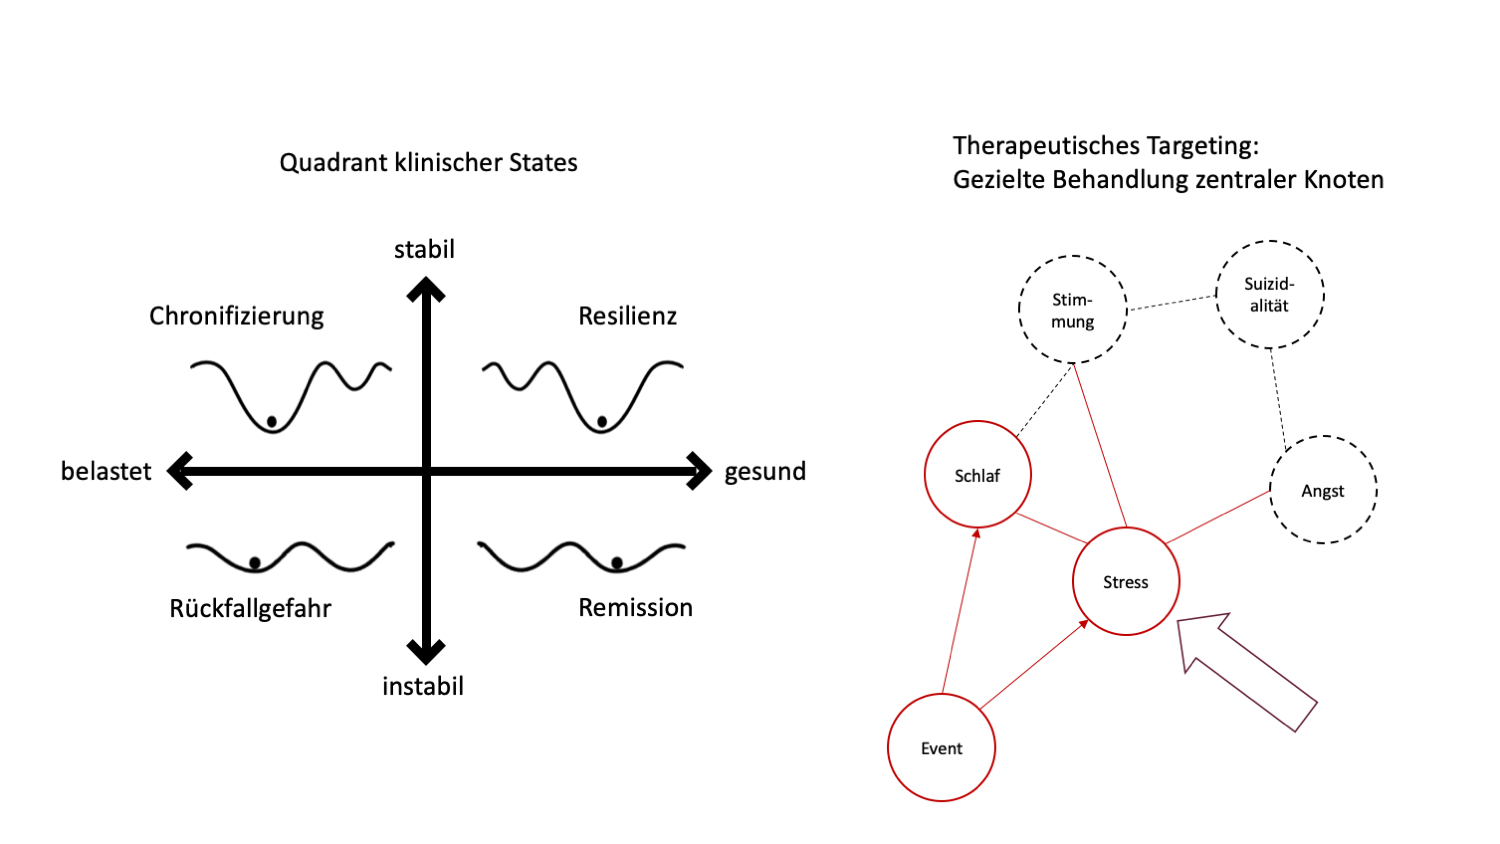 Quadrant klinischer States
stabil
Chronifizierung
Resilienz
belastet
gesund
Rückfallgefahr
Remission
instabil
Therapeutisches Targeting:
Gezielte Behandlung zentraler Knoten
Stim-
mung
Suizid-
alität
Schlaf
Angst
Stress
Event